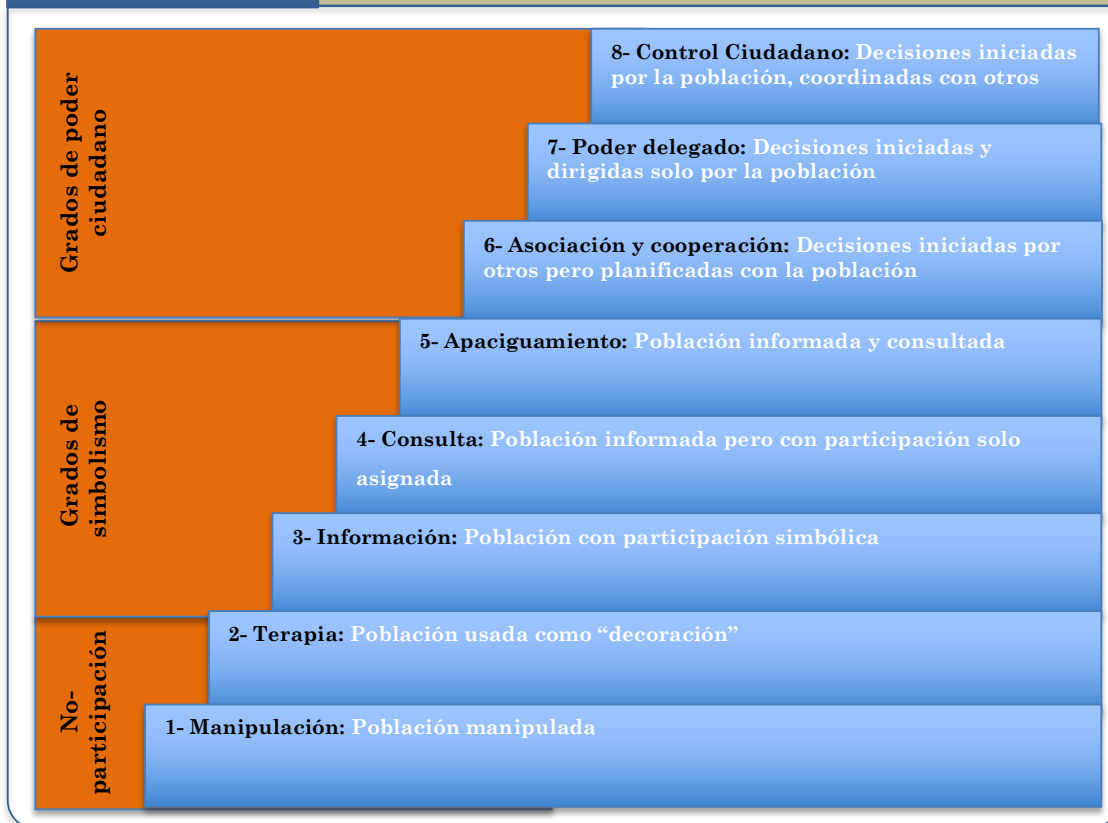 Grados de poder
ciudadano
8- Control Ciudadano: Decisiones iniciadas
por la población, coordinadas con otros
7- Poder delegado: Decisiones iniciadas y
dirigidas solo por la población
6- Asociación y cooperación: Decisiones iniciadas por
otros pero planificadas con la población
Grados de
simbolismo
5- Apaciguamiento: Población informada y consultada
4- Consulta: Población informada pero con participación solo
asignada
3- Información: Población con participación simbólica
No-
participación
2- Terapia: Población usada como “decoración”
1- Manipulación: Población manipulada